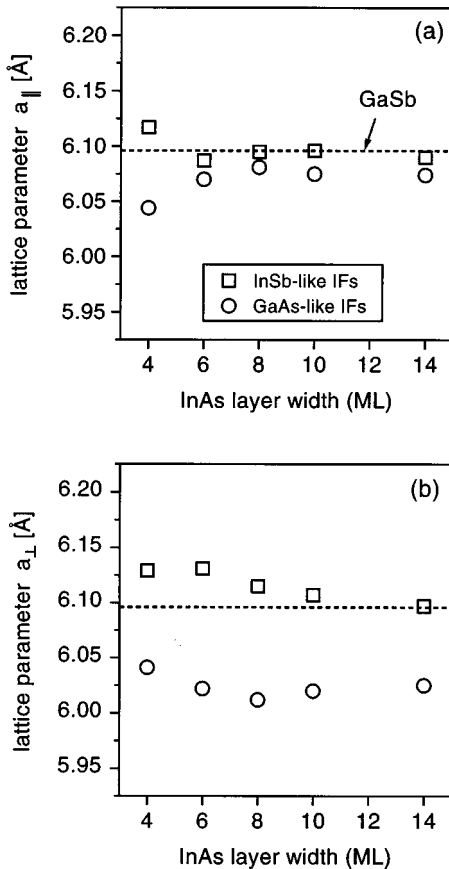 (a)
lattice parameter a∥ [Å]
6.20
6.15
6.10
6.05
6.00
5.95
GaSb
InSb-like IFs
GaAs-like IFs
4 6 8 10 12 14
InAs layer width (ML)
(b)
lattice parameter a⊥ [Å]
6.20
6.15
6.10
6.05
6.00
5.95
4 6 8 10 12 14
InAs layer width (ML)